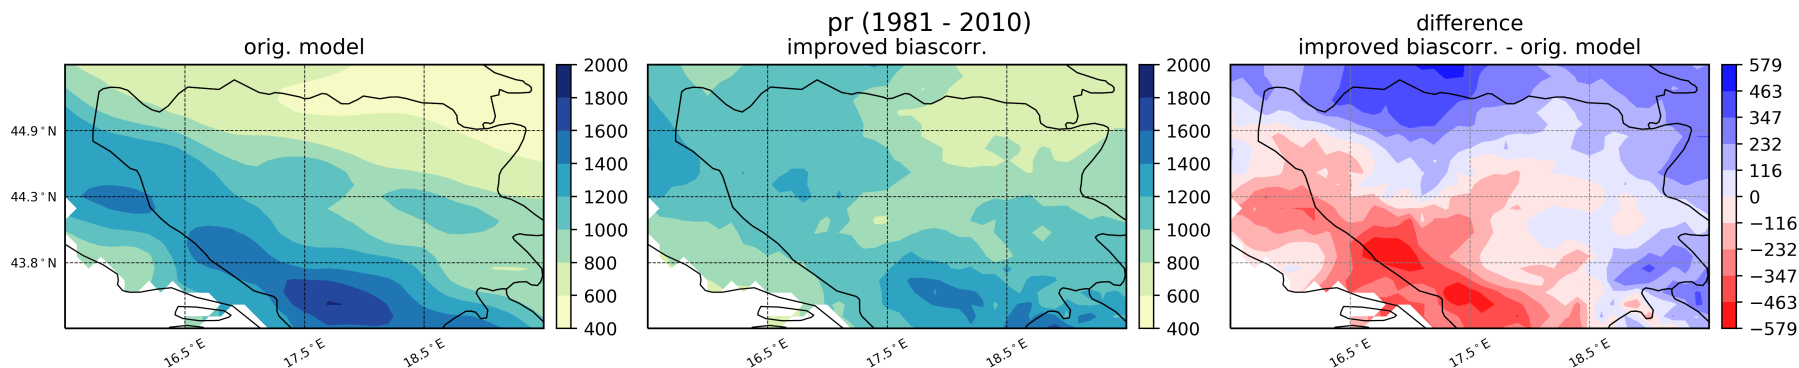 pr (1981 - 2010)
orig. model
improved biascorr.
difference
improved biascorr. - orig. model
44.9°N
44.3°N
43.8°N
16.5°E
17.5°E
18.5°E
2000
1800
1600
1400
1200
1000
800
600
400
16.5°E
17.5°E
18.5°E
2000
1800
1600
1400
1200
1000
800
600
400
16.5°E
17.5°E
18.5°E
579
463
347
232
116
0
−116
−232
−347
−463
−579